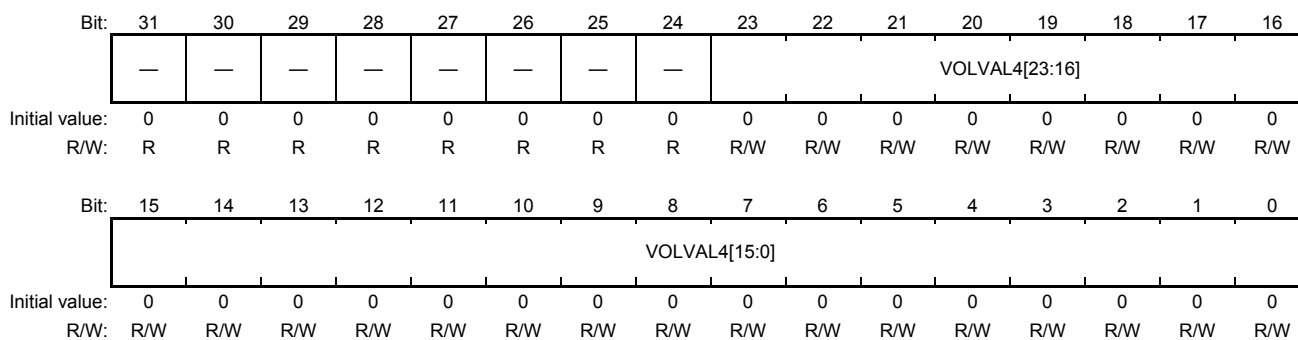 Bit: 31 30 29 28 27 26 25 24 23 22 21 20 19 18 17 16
— — — — — — — — VOLVAL4[23:16]
Initial value: 0 0 0 0 0 0 0 0 0 0 0 0 0 0 0 0
R/W: R R R R R R R R R/W R/W R/W R/W R/W R/W R/W R/W
Bit: 15 14 13 12 11 10 9 8 7 6 5 4 3 2 1 0
VOLVAL4[15:0]
Initial value: 0 0 0 0 0 0 0 0 0 0 0 0 0 0 0 0
R/W: R/W R/W R/W R/W R/W R/W R/W R/W R/W R/W R/W R/W R/W R/W R/W R/W